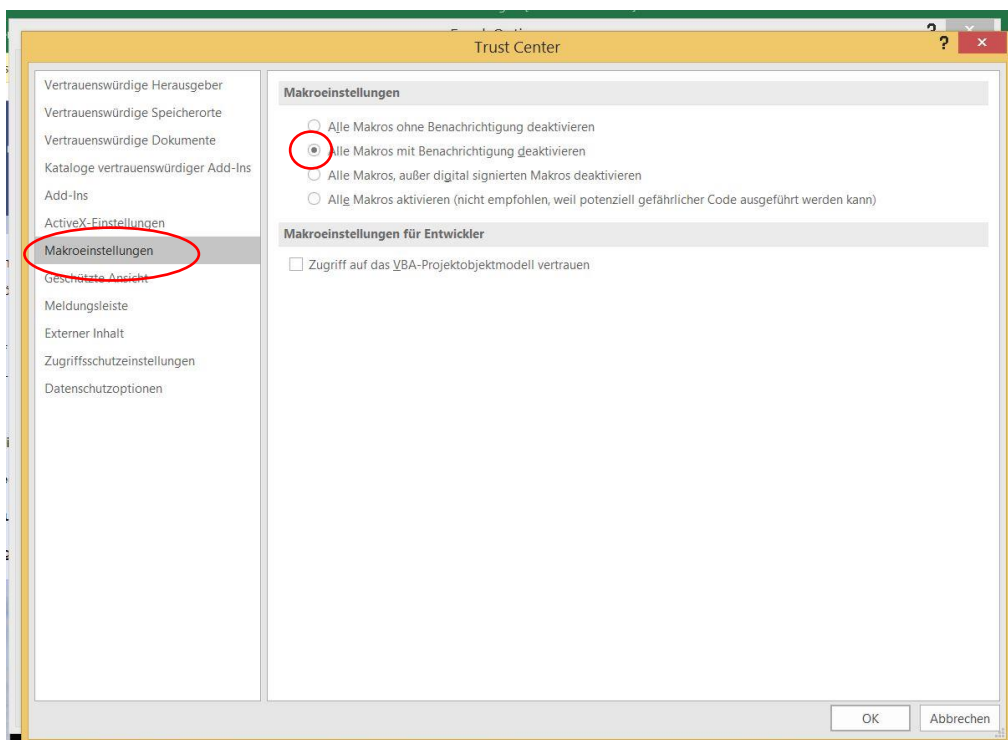 Trust Center
?
Vertrauenswürdige Herausgeber
Vertrauenswürdige Speicherorte
Vertrauenswürdige Dokumente
Kataloge vertrauenswürdiger Add-Ins
Add-Ins
ActiveX-Einstellungen
Makroeinstellungen
Geschützte Ansicht
Meldungsleiste
Externer Inhalt
Zugriffsschutzeinstellungen
Datenschutzoptionen
Makroeinstellungen
Alle Makros ohne Benachrichtigung deaktivieren
Alle Makros mit Benachrichtigung deaktivieren
Alle Makros, außer digital signierten Makros deaktivieren
Alle Makros aktivieren (nicht empfohlen, weil potenziell gefährlicher Code ausgeführt werden kann)
Makroeinstellungen für Entwickler
Zugriff auf das VBA-Projektobjektmodell vertrauen
OK
Abbrechen